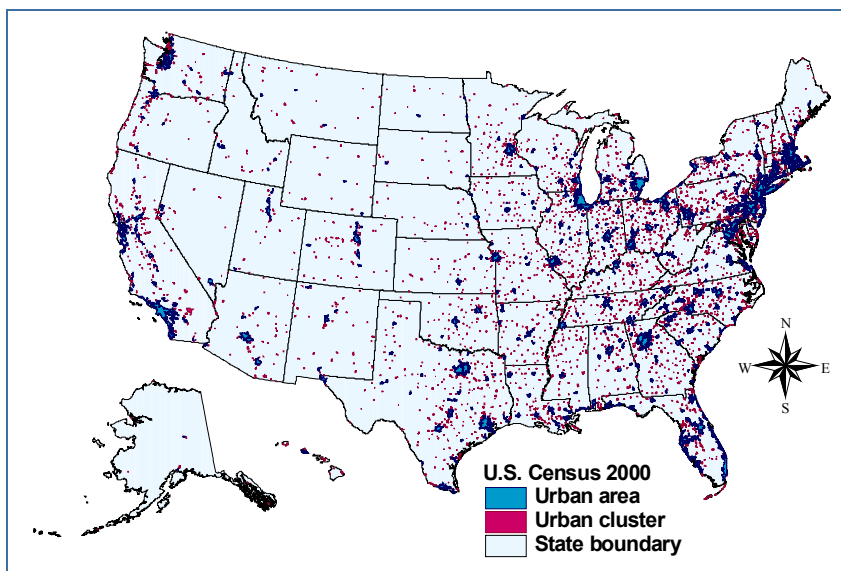 N
W E
S
U.S. Census 2000
Urban area
Urban cluster
State boundary